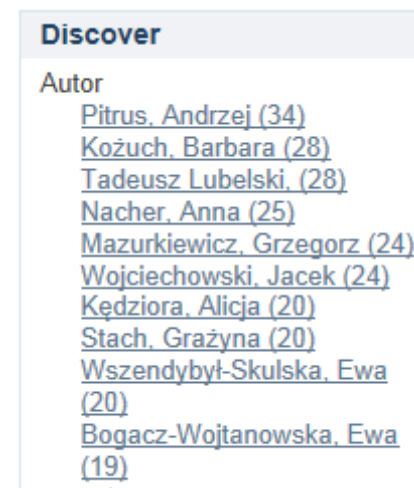 Discover
Autor
Pitrus, Andrzej (34)
Kożuch, Barbara (28)
Tadeusz Lubelski, (28)
Nacher, Anna (25)
Mazurkiewicz, Grzegorz (24)
Wojciechowski, Jacek (24)
Kędziora, Alicja (20)
Stach, Grażyna (20)
Wszendybył-Skulska, Ewa
(20)
Bogacz-Wojtanowska, Ewa
(19)